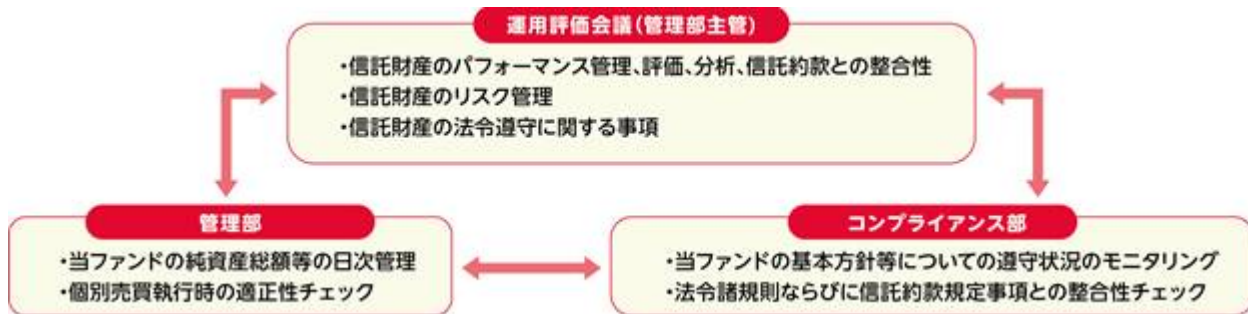 運用評価会議(管理部主管)
・信託財産のパフォーマンス管理、評価、分析、信託約款との整合性
・信託財産のリスク管理
・信託財産の法令遵守に関する事項
管理部
・当ファンドの純資産総額等の日次管理
・個別売買執行時の適正性チェック
コンプライアンス部
・当ファンドの基本方針等についての遵守状況のモニタリング
・法令諸規則ならびに信託約款規定事項との整合性チェック